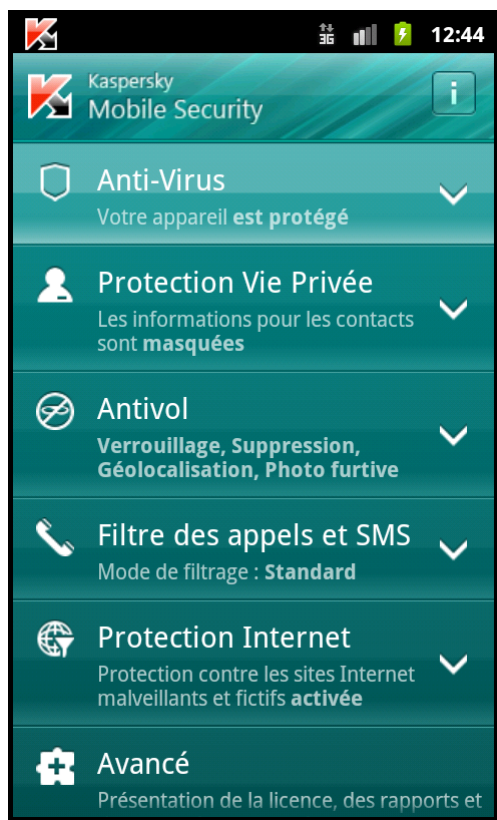 3G 12:44
Kaspersky
Mobile Security
i
Anti-Virus
Votre appareil est protégé
Protection Vie Privée
Les informations pour les contacts
sont masquées
Antivol
Verrouillage, Suppression,
Géolocalisation, Photo furtive
Filtre des appels et SMS
Mode de filtrage : Standard
Protection Internet
Protection contre les sites Internet
malveillants et fictifs activée
Avancé
Présentation de la licence, des rapports et